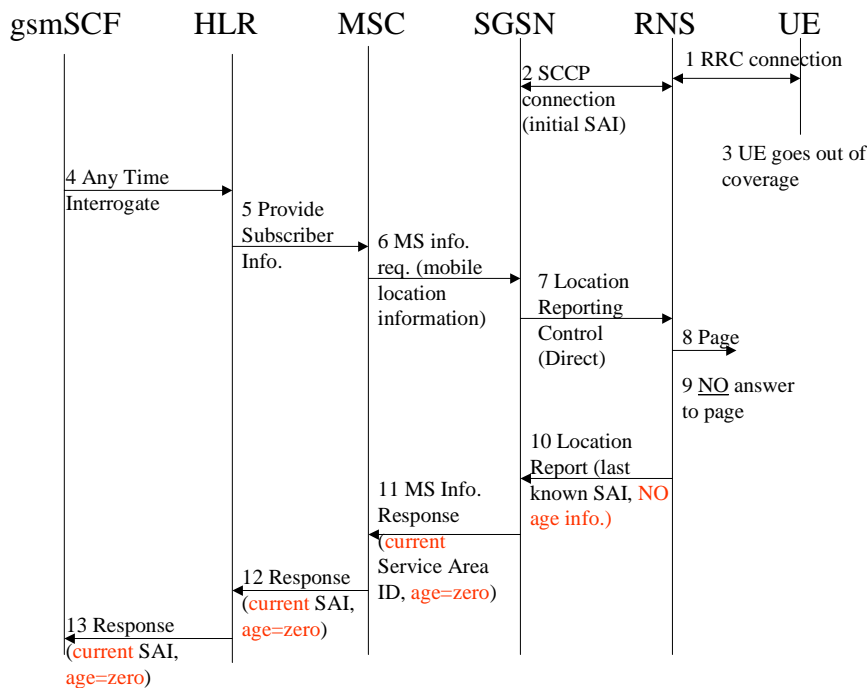 gsmSCF HLR MSC SGSN RNS UE
1 RRC connection
2 SCCP
connection
(initial SAI)
3 UE goes out of
coverage
4 Any Time
Interrogate
5 Provide
Subscriber
Info.
6 MS info.
req. (mobile
location
information)
7 Location
Reporting
Control
(Direct)
8 Page
9 NO answer
to page
10 Location
Report (last
known SAI, NO
age info.)
11 MS Info.
Response
(current
Service Area
ID, age=zero)
12 Response
(current SAI,
age=zero)
13 Response
(current SAI,
age=zero)